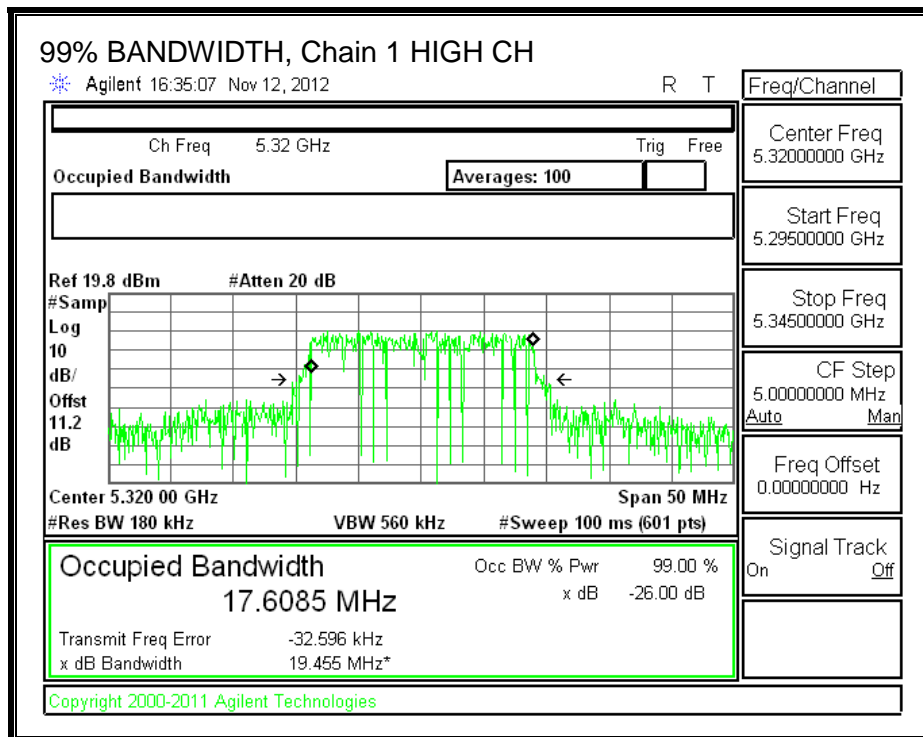 99% BANDWIDTH, Chain 1 HIGH CH
Agilent 16:35:07 Nov 12, 2012 R T
Freq/Channel
Ch Freq 5.32 GHz Trig Free
Occupied Bandwidth Averages: 100
Center Freq
5.32000000 GHz
Start Freq
5.29500000 GHz
Stop Freq
5.34500000 GHz
CF Step
5.00000000 MHz
Auto Man
Freq Offset
0.00000000 Hz
Signal Track
On Off
Ref 19.8 dBm #Atten 20 dB
#Samp
Log
10
dB/
Offst
11.2
dB
Center 5.320 00 GHz Span 50 MHz
#Res BW 180 kHz VBW 560 kHz #Sweep 100 ms (601 pts)
Occupied Bandwidth Occ BW % Pwr 99.00 %
17.6085 MHz x dB -26.00 dB
Transmit Freq Error -32.596 kHz
x dB Bandwidth 19.455 MHz*
Copyright 2000-2011 Agilent Technologies